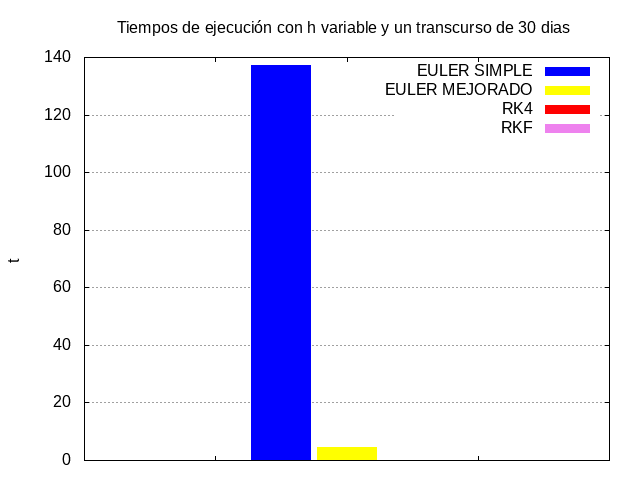 Tiempos de ejecución con h variable y un transcurso de 30 dias
140
120
100
80
60
40
20
0
t
EULER SIMPLE
EULER MEJORADO
RK4
RKF